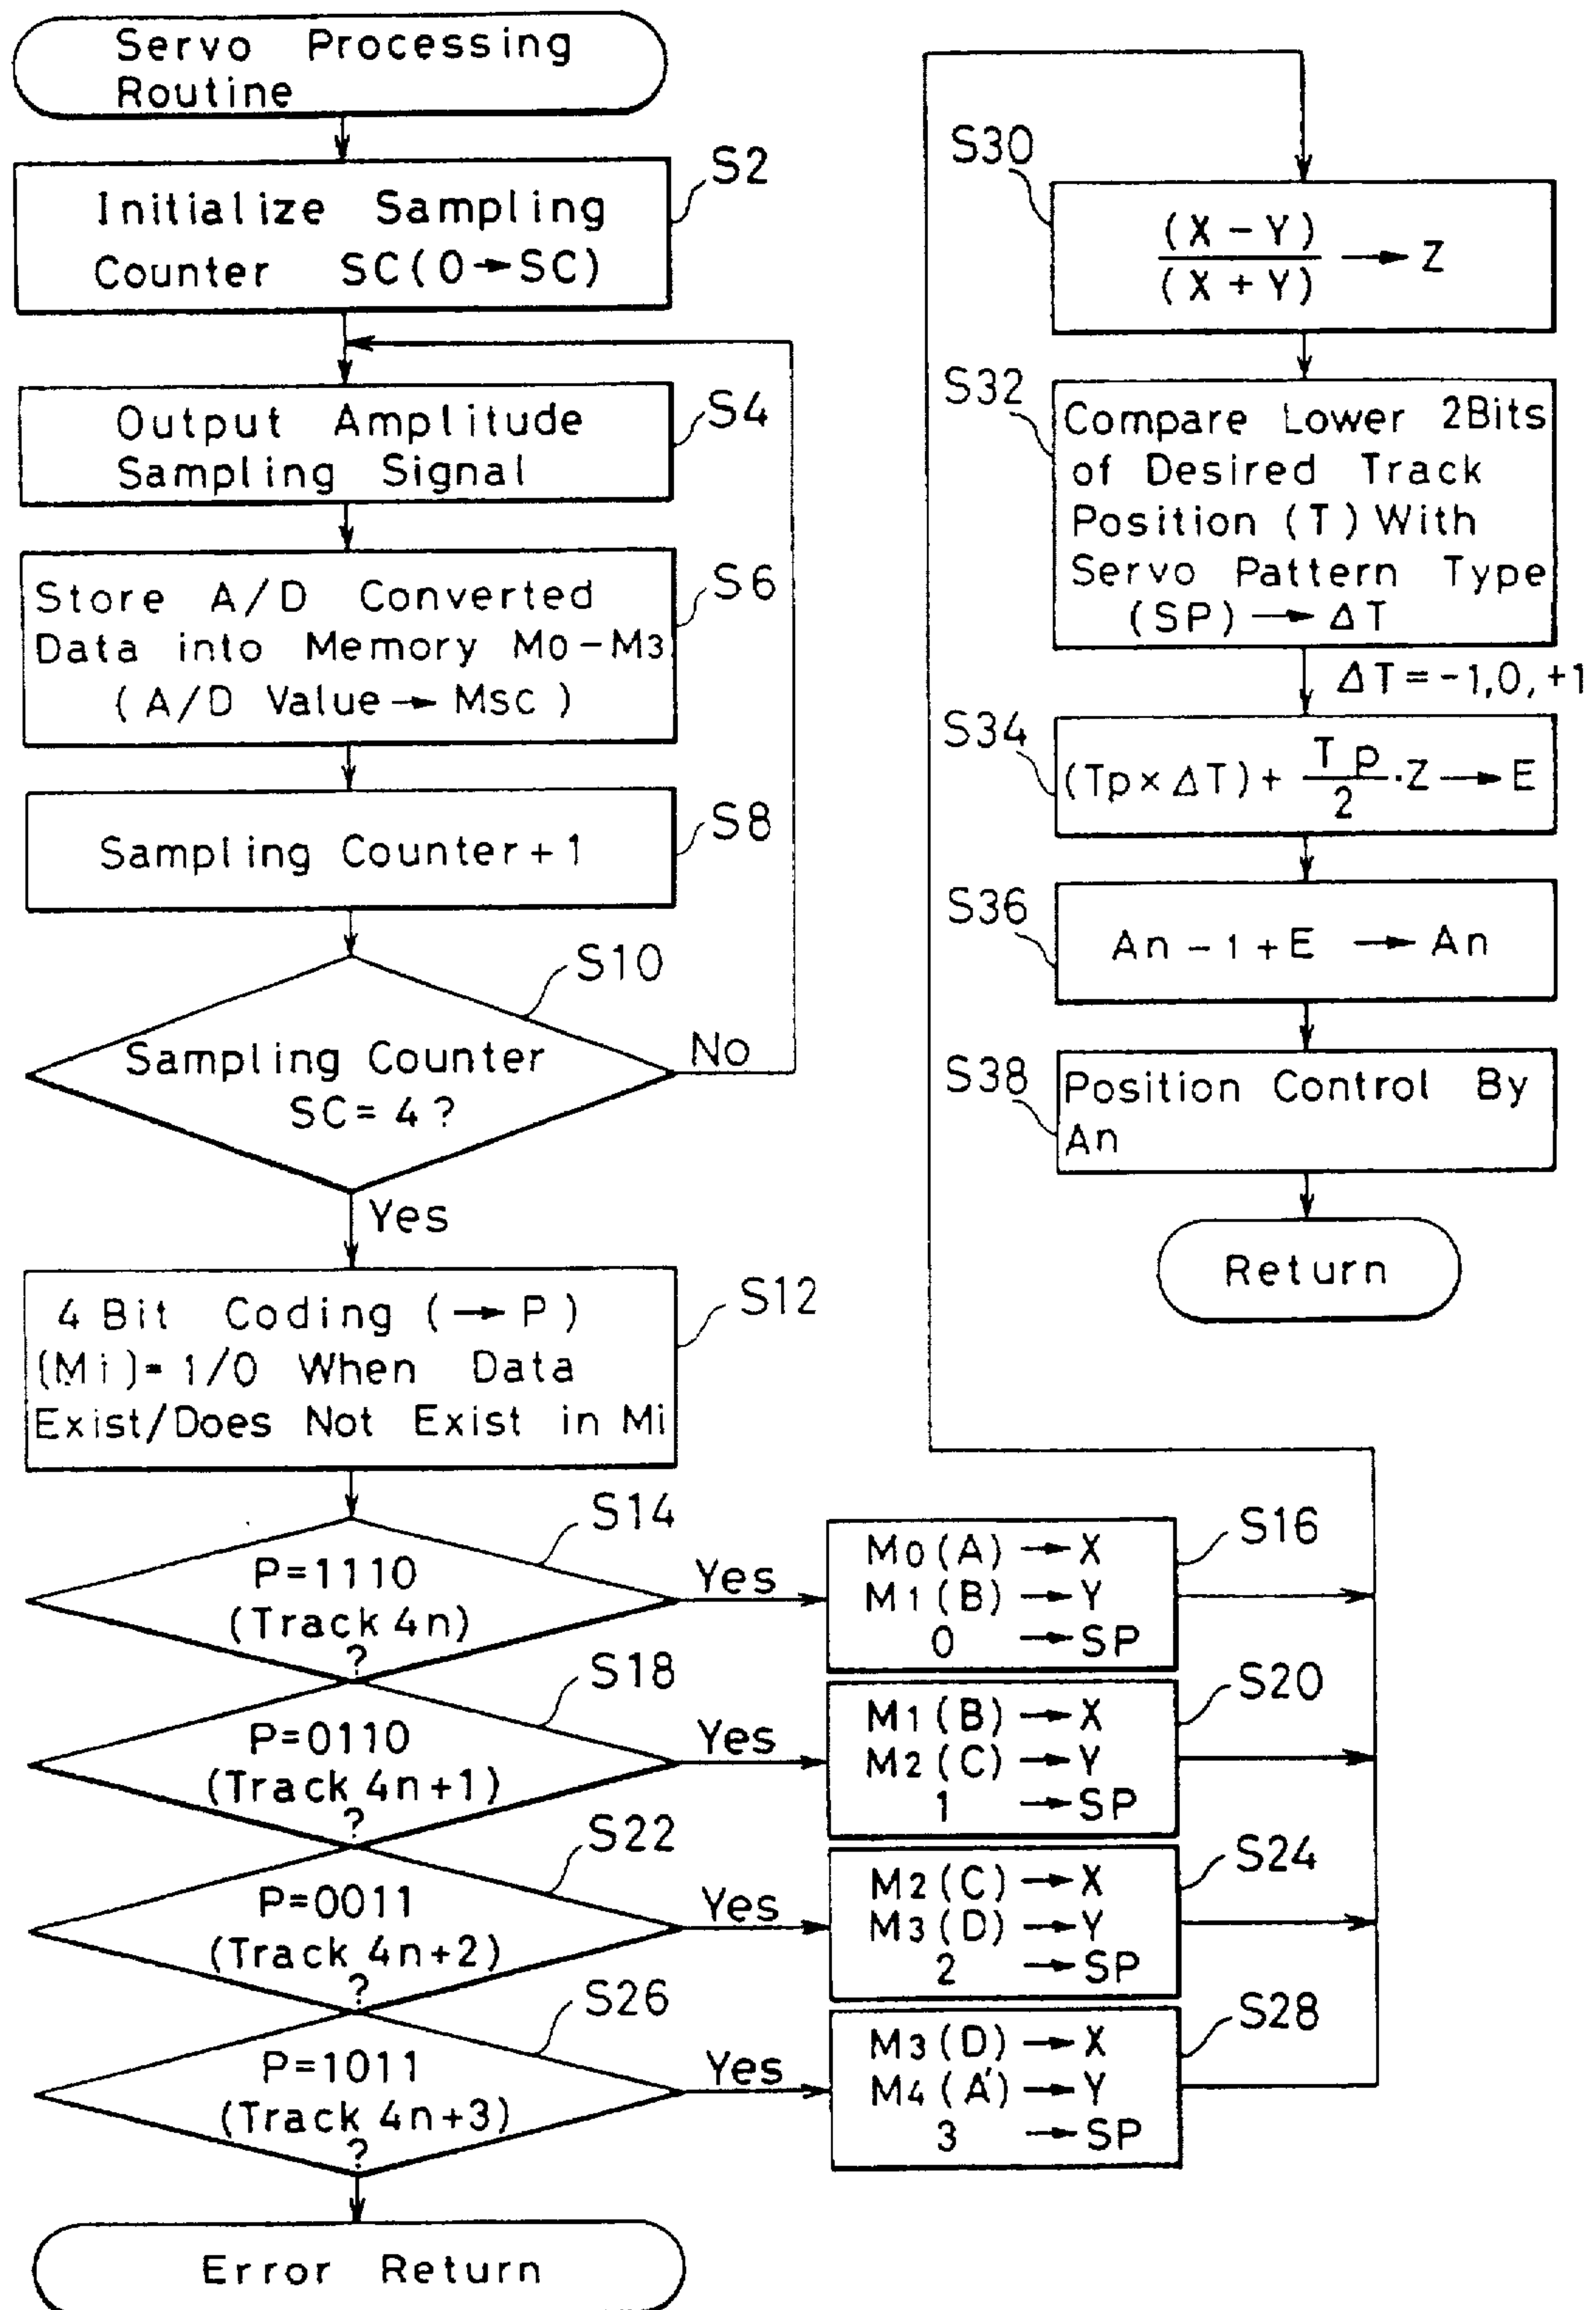 Servo Processing
Routine
S2
Initialize Sampling
Counter SC(0→SC)
S4
Output Amplitude
Sampling Signal
S6
Store A/D Converted
Data into Memory M0-M3
(A/D Value→MSC)
S8
Sampling Counter+1
S10
Sampling Counter
SC=4?
No
Yes
S12
4 Bit Coding (→P)
(Mi)=1/0 When Data
Exist/Does Not Exist in Mi
S14
P=1110
(Track 4n)
?
Yes
S16
M0(A)→X
M1(B)→Y
0 →SP
S18
P=0110
(Track 4n+1)
?
Yes
S20
M1(B)→X
M2(C)→Y
1 →SP
S22
P=0011
(Track 4n+2)
?
Yes
S24
M2(C)→X
M3(D)→Y
2 →SP
S26
P=1011
(Track 4n+3)
?
Yes
S28
M3(D)→X
M4(A')→Y
3 →SP
Error Return
S30
(X-Y)
(X+Y)
→Z
S32
Compare Lower 2Bits
of Desired Track
Position (T) With
Servo Pattern Type
(SP)→ΔT
ΔT=-1,0,+1
S34
(Tp×ΔT)+ Tp/2·Z→E
S36
An-1+E →An
S38
Position Control By
An
Return